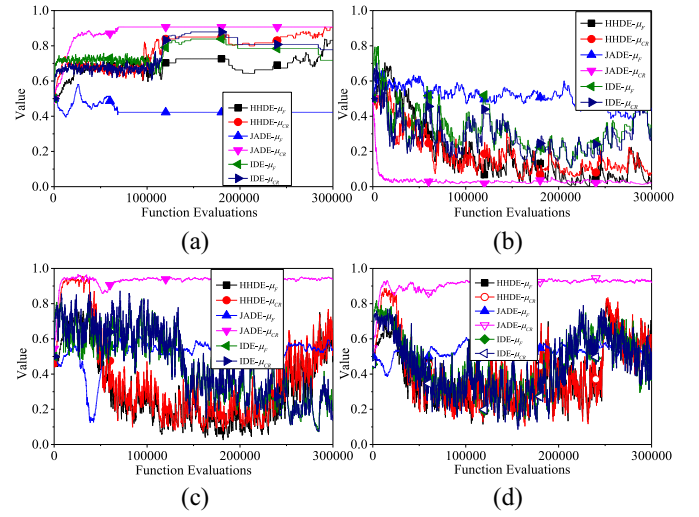 1.0
0.8
0.6
0.4
0.2
0.0
Value
HHDE-μF
HHDE-μCR
JADE-μF
JADE-μCR
IDE-μF
IDE-μCR
0
100000
200000
300000
Function Evaluations
(a)
1.0
0.8
0.6
0.4
0.2
0.0
Value
HHDE-μF
HHDE-μCR
JADE-μF
JADE-μCR
IDE-μF
IDE-μCR
0
100000
200000
300000
Function Evaluations
(b)
1.0
0.8
0.6
0.4
0.2
0.0
Value
HHDE-μF
HHDE-μCR
JADE-μF
JADE-μCR
IDE-μF
IDE-μCR
0
100000
200000
300000
Function Evaluations
(c)
1.0
0.8
0.6
0.4
0.2
0.0
Value
HHDE-μF
HHDE-μCR
JADE-μF
JADE-μCR
IDE-μF
IDE-μCR
0
100000
200000
300000
Function Evaluations
(d)